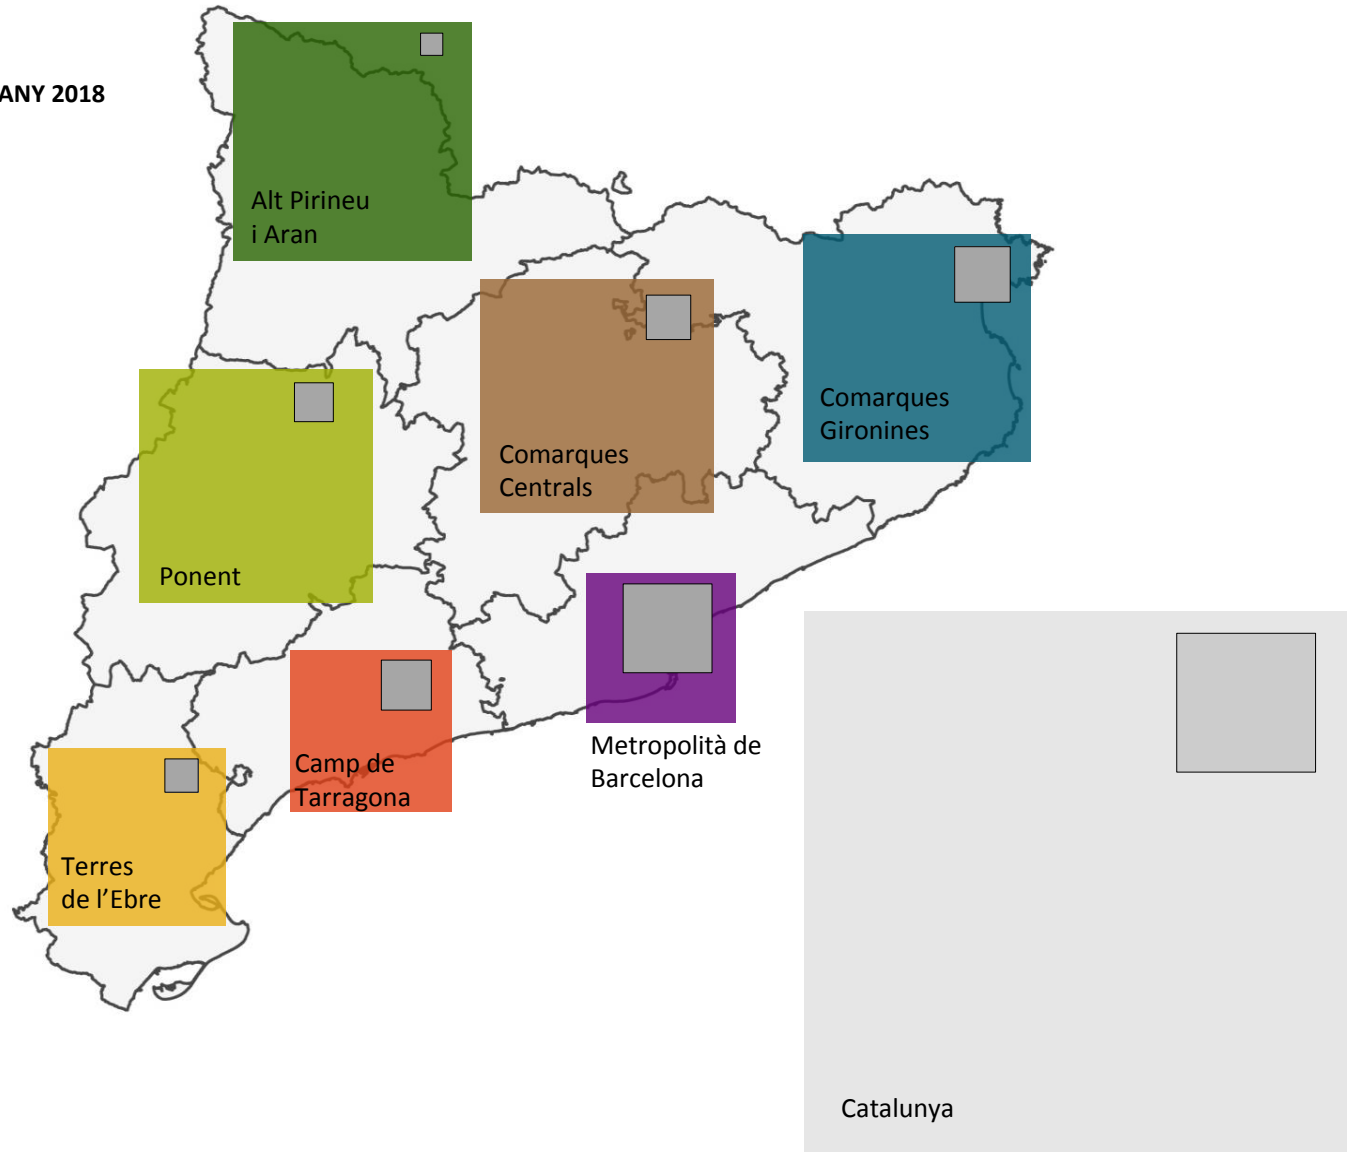 ANY 2018
Alt Pirineu
i Aran
Comarques
Gironines
Comarques
Centrals
Ponent
Metropolità de
Barcelona
Camp de
Tarragona
Terres
de l’Ebre
Catalunya